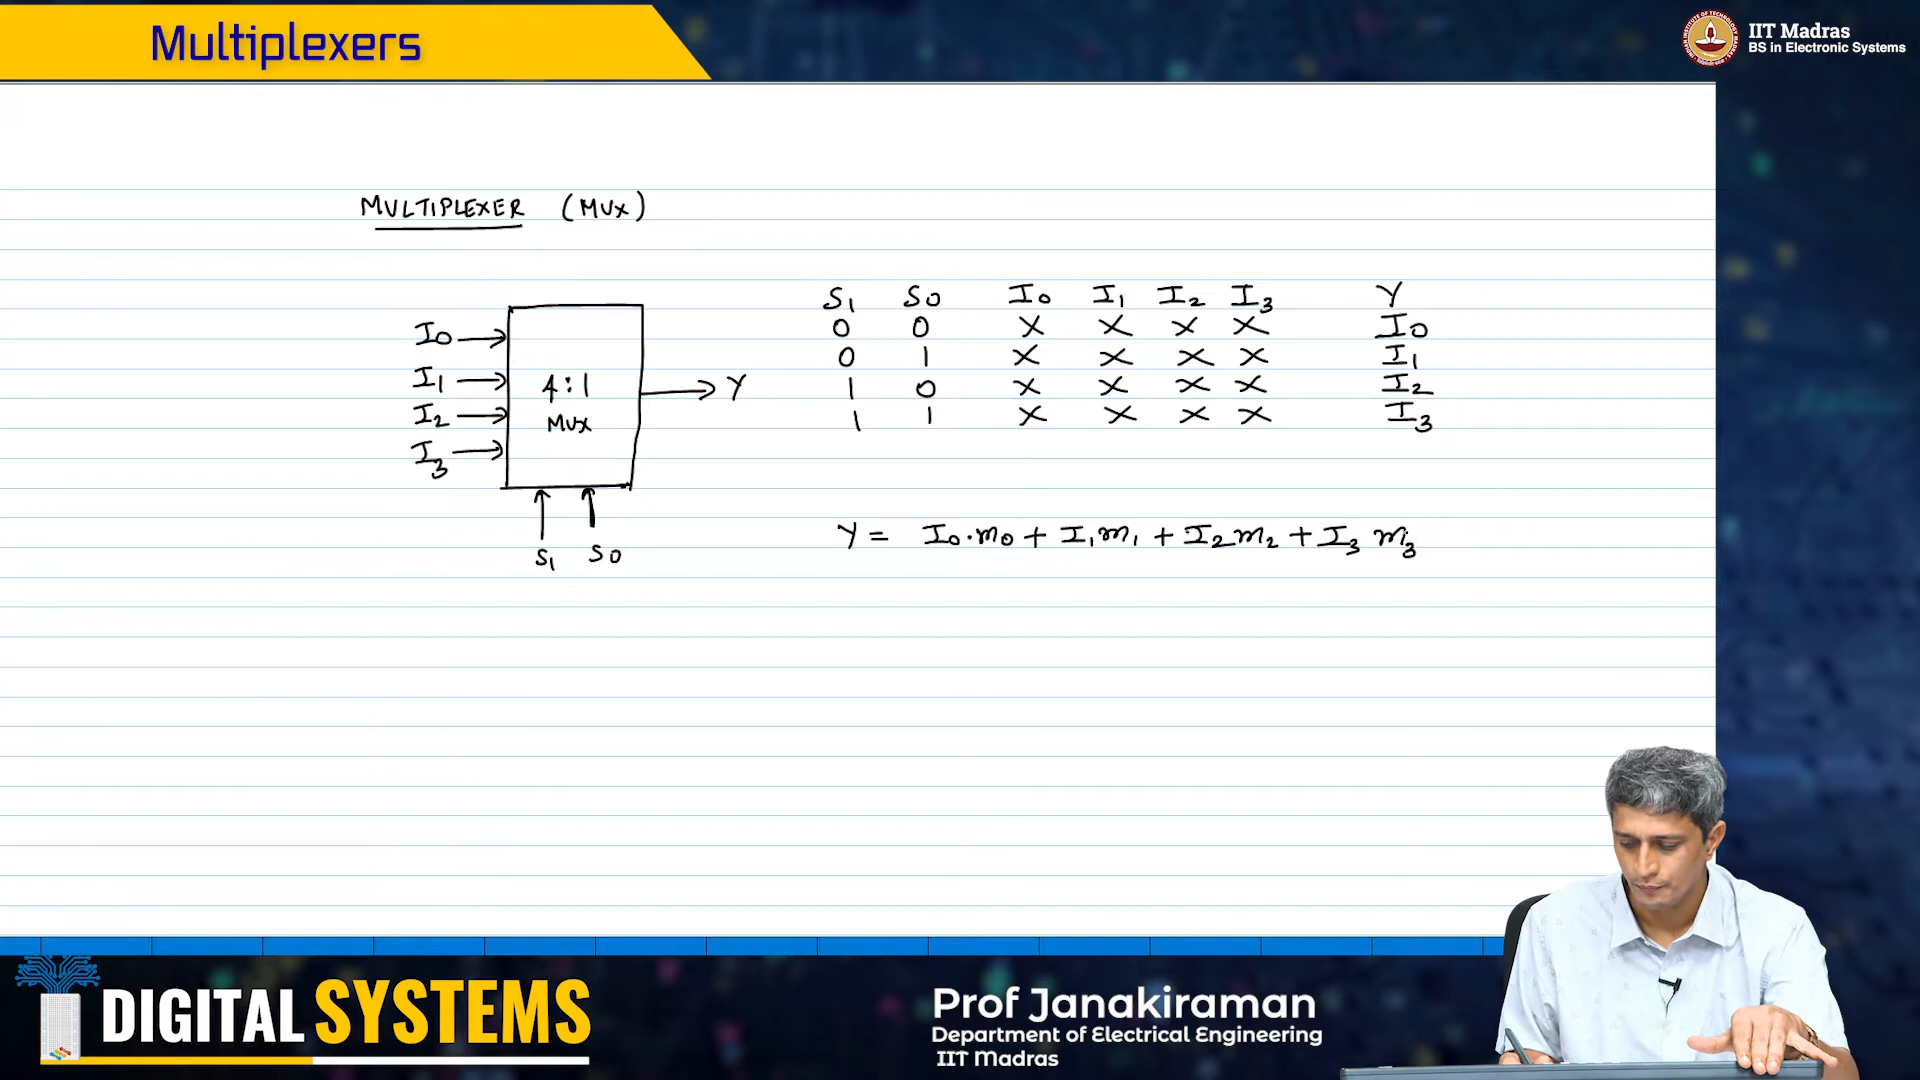 Multiplexers
IIT Madras
BS in Electronic Systems
MULTIPLEXER (MUX)
I0
I1
I2
I3
4:1
MUX
Y
S1 S0
S1 S0 I0 I1 I2 I3 Y
0 0 X X X X I0
0 1 X X X X I1
1 0 X X X X I2
1 1 X X X X I3
Y = I0·m0 + I1m1 + I2m2 + I3 m3
DIGITAL SYSTEMS
Prof Janakiraman
Department of Electrical Engineering
IIT Madras